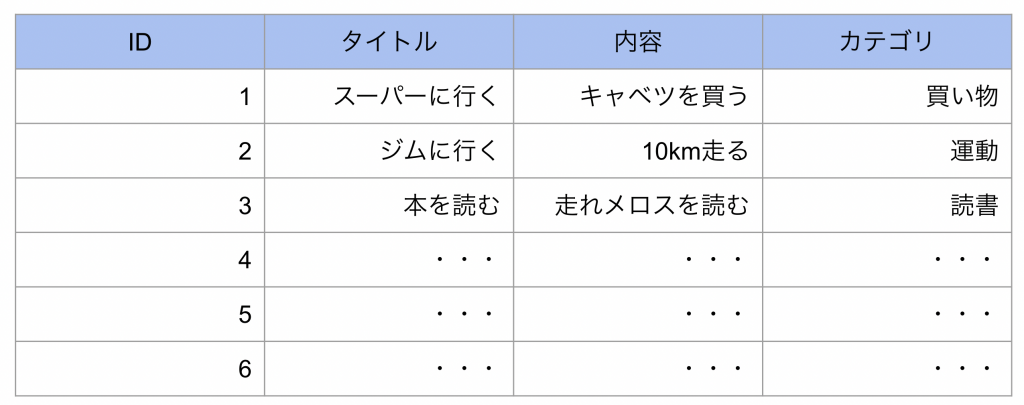 ID タイトル 内容 カテゴリ
1 スーパーに行く キャベツを買う 買い物
2 ジムに行く 10km走る 運動
3 本を読む 走れメロスを読む 読書
4 ・・・ ・・・ ・・・
5 ・・・ ・・・ ・・・
6 ・・・ ・・・ ・・・